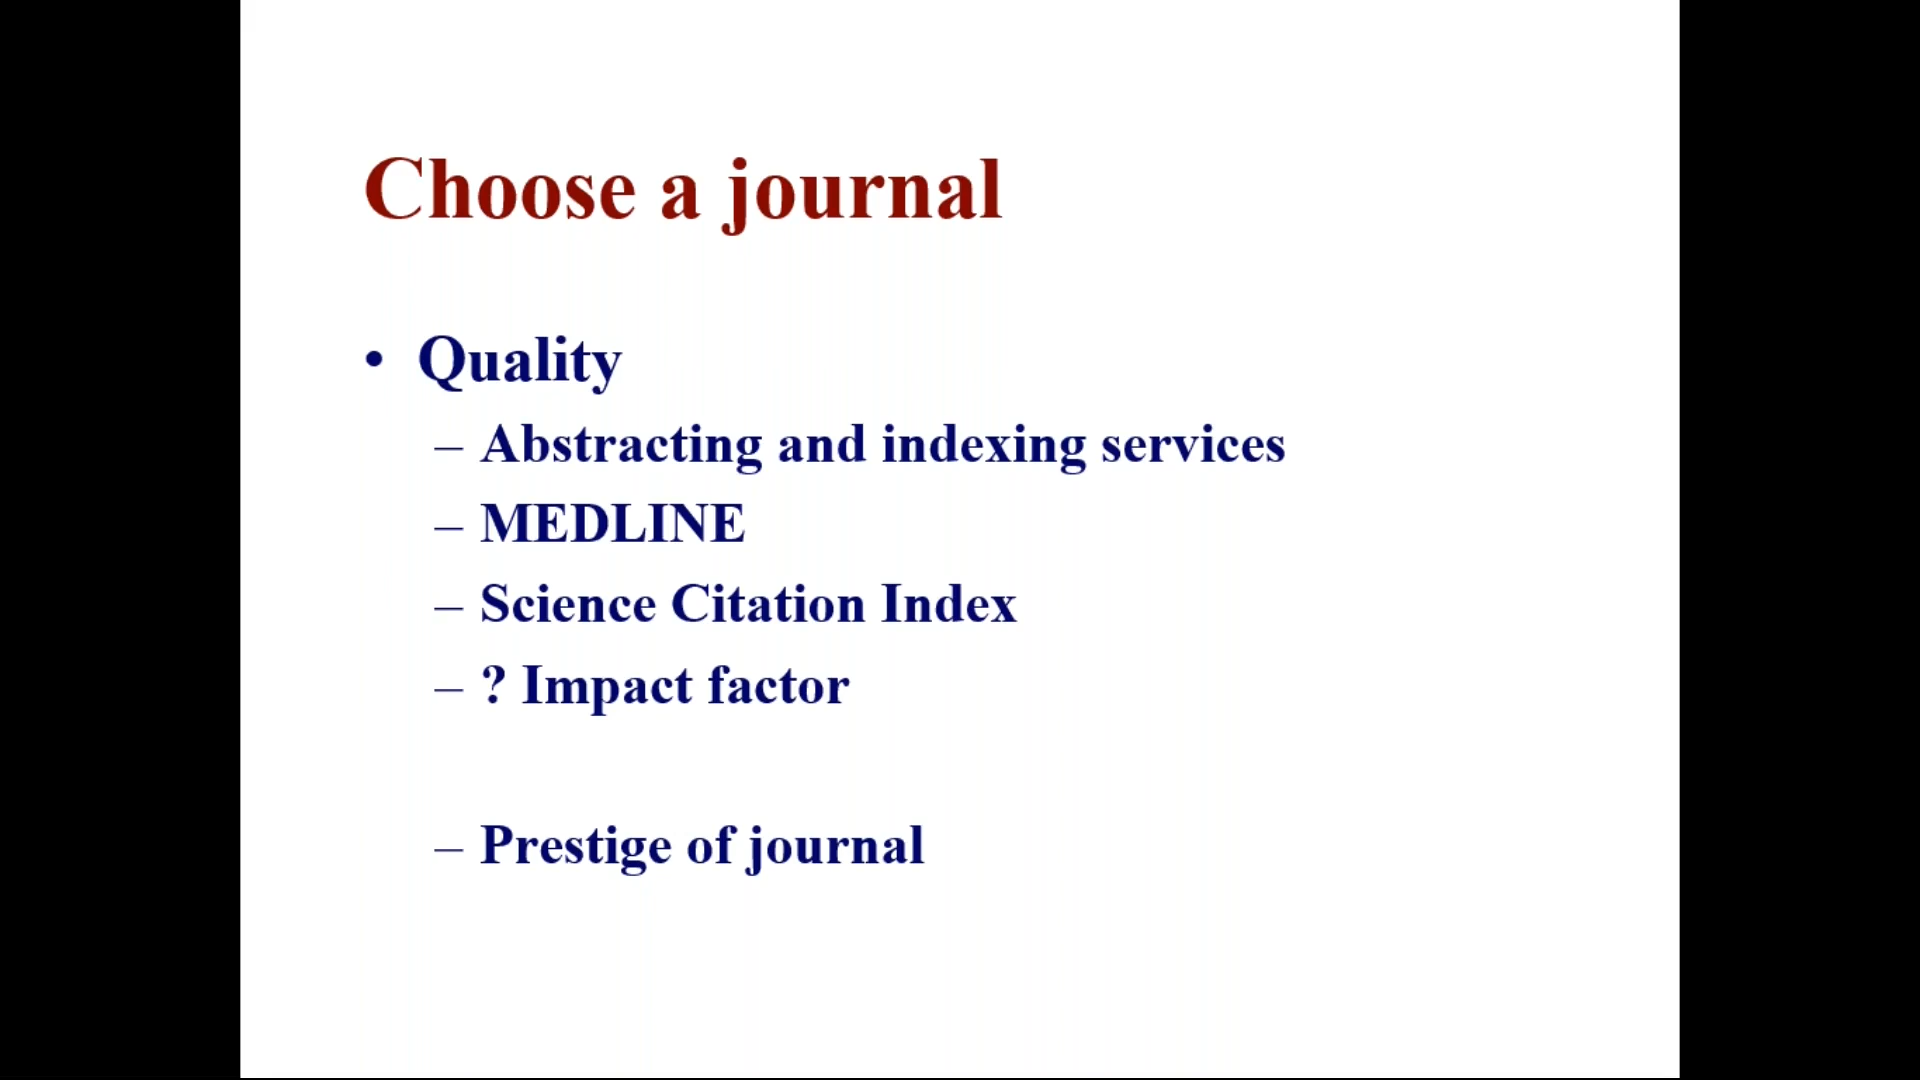 Choose a journal
• Quality
– Abstracting and indexing services
– MEDLINE
– Science Citation Index
– ? Impact factor
– Prestige of journal